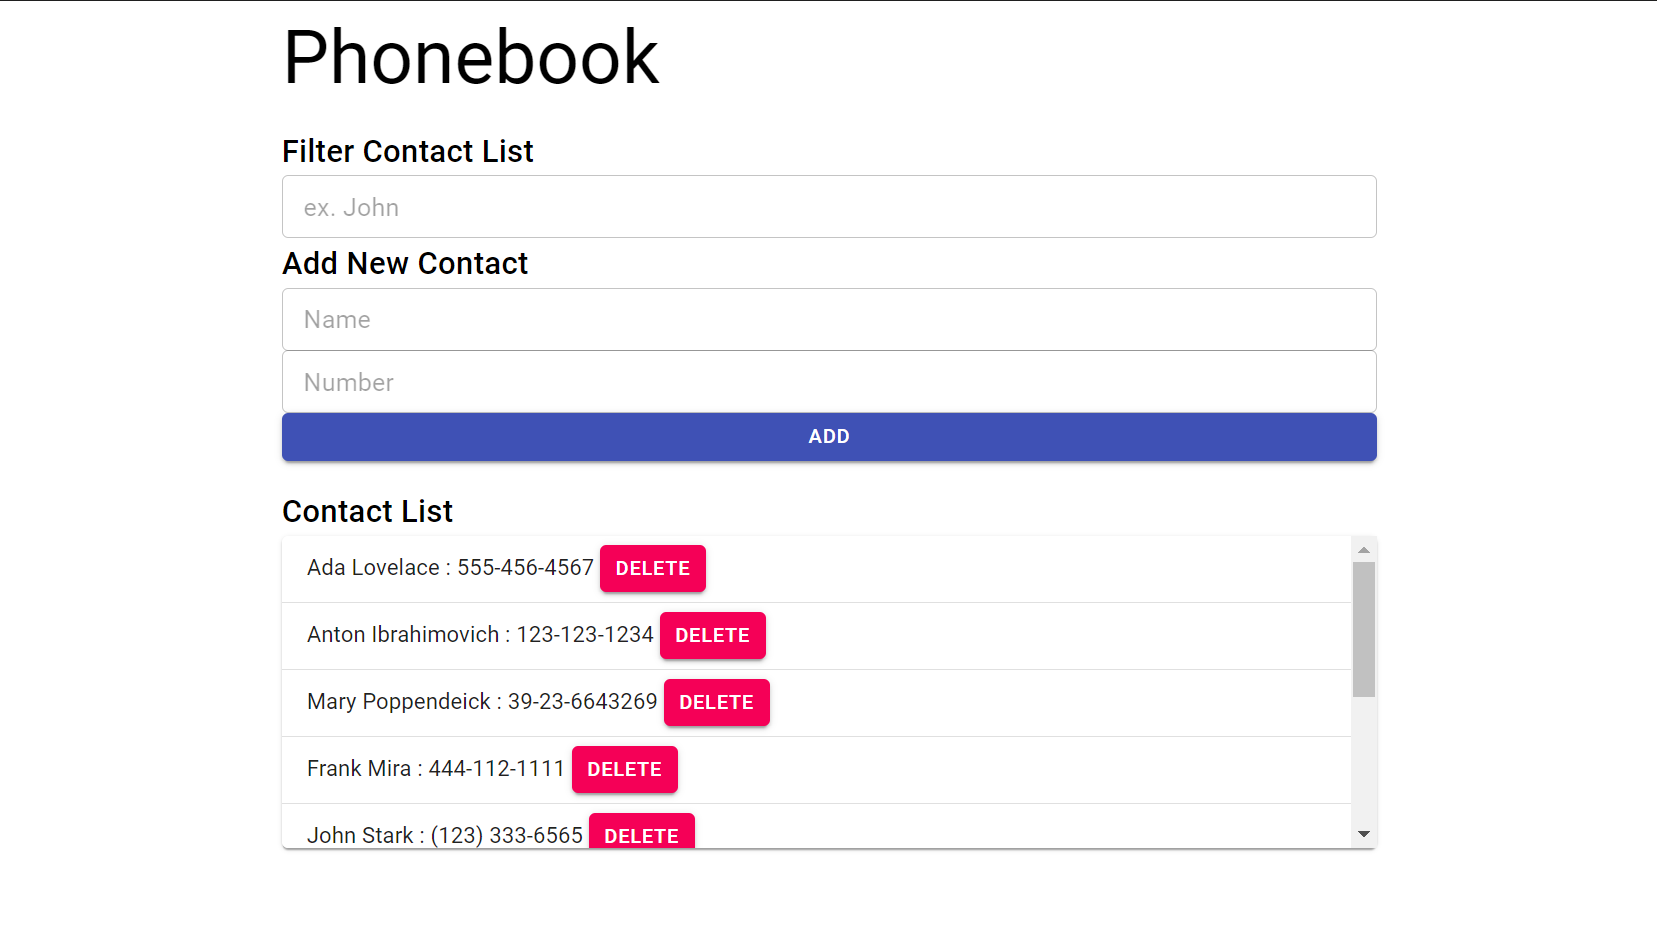 Phonebook
Filter Contact List
ex. John
Add New Contact
Name
Number
ADD
Contact List
Ada Lovelace : 555-456-4567 DELETE
Anton Ibrahimovich : 123-123-1234 DELETE
Mary Poppendeick : 39-23-6643269 DELETE
Frank Mira : 444-112-1111 DELETE
John Stark : (123) 333-6565 DELETE